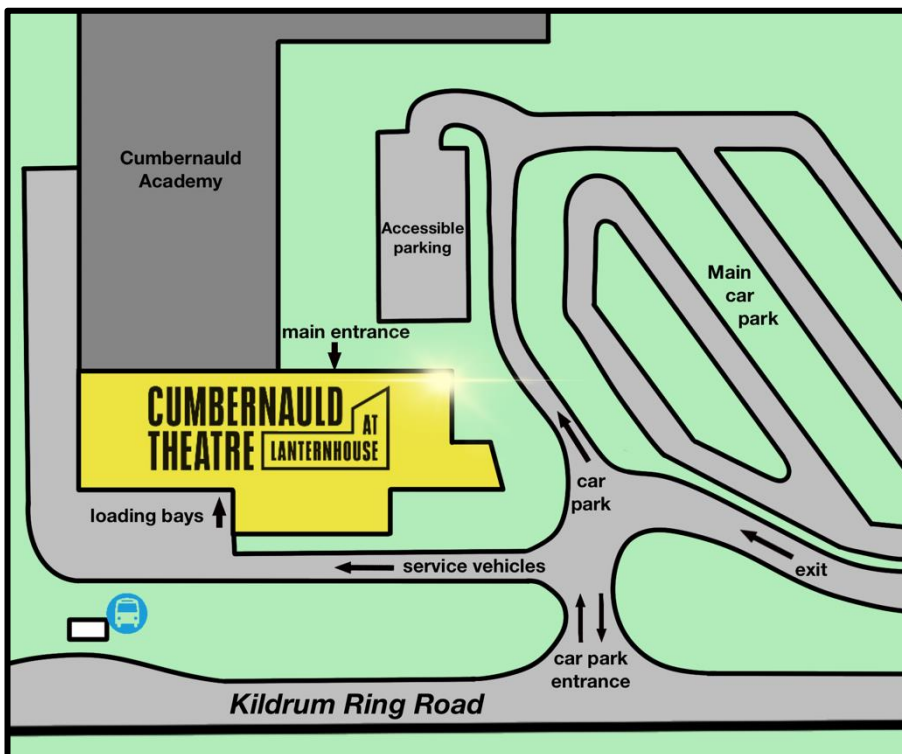 Cumbernauld
Academy
Accessible
parking
Main
car
park
main entrance
CUMBERNAULD
THEATRE
AT
LANTERNHOUSE
car
park
loading bays
service vehicles
exit
car park
entrance
Kildrum Ring Road